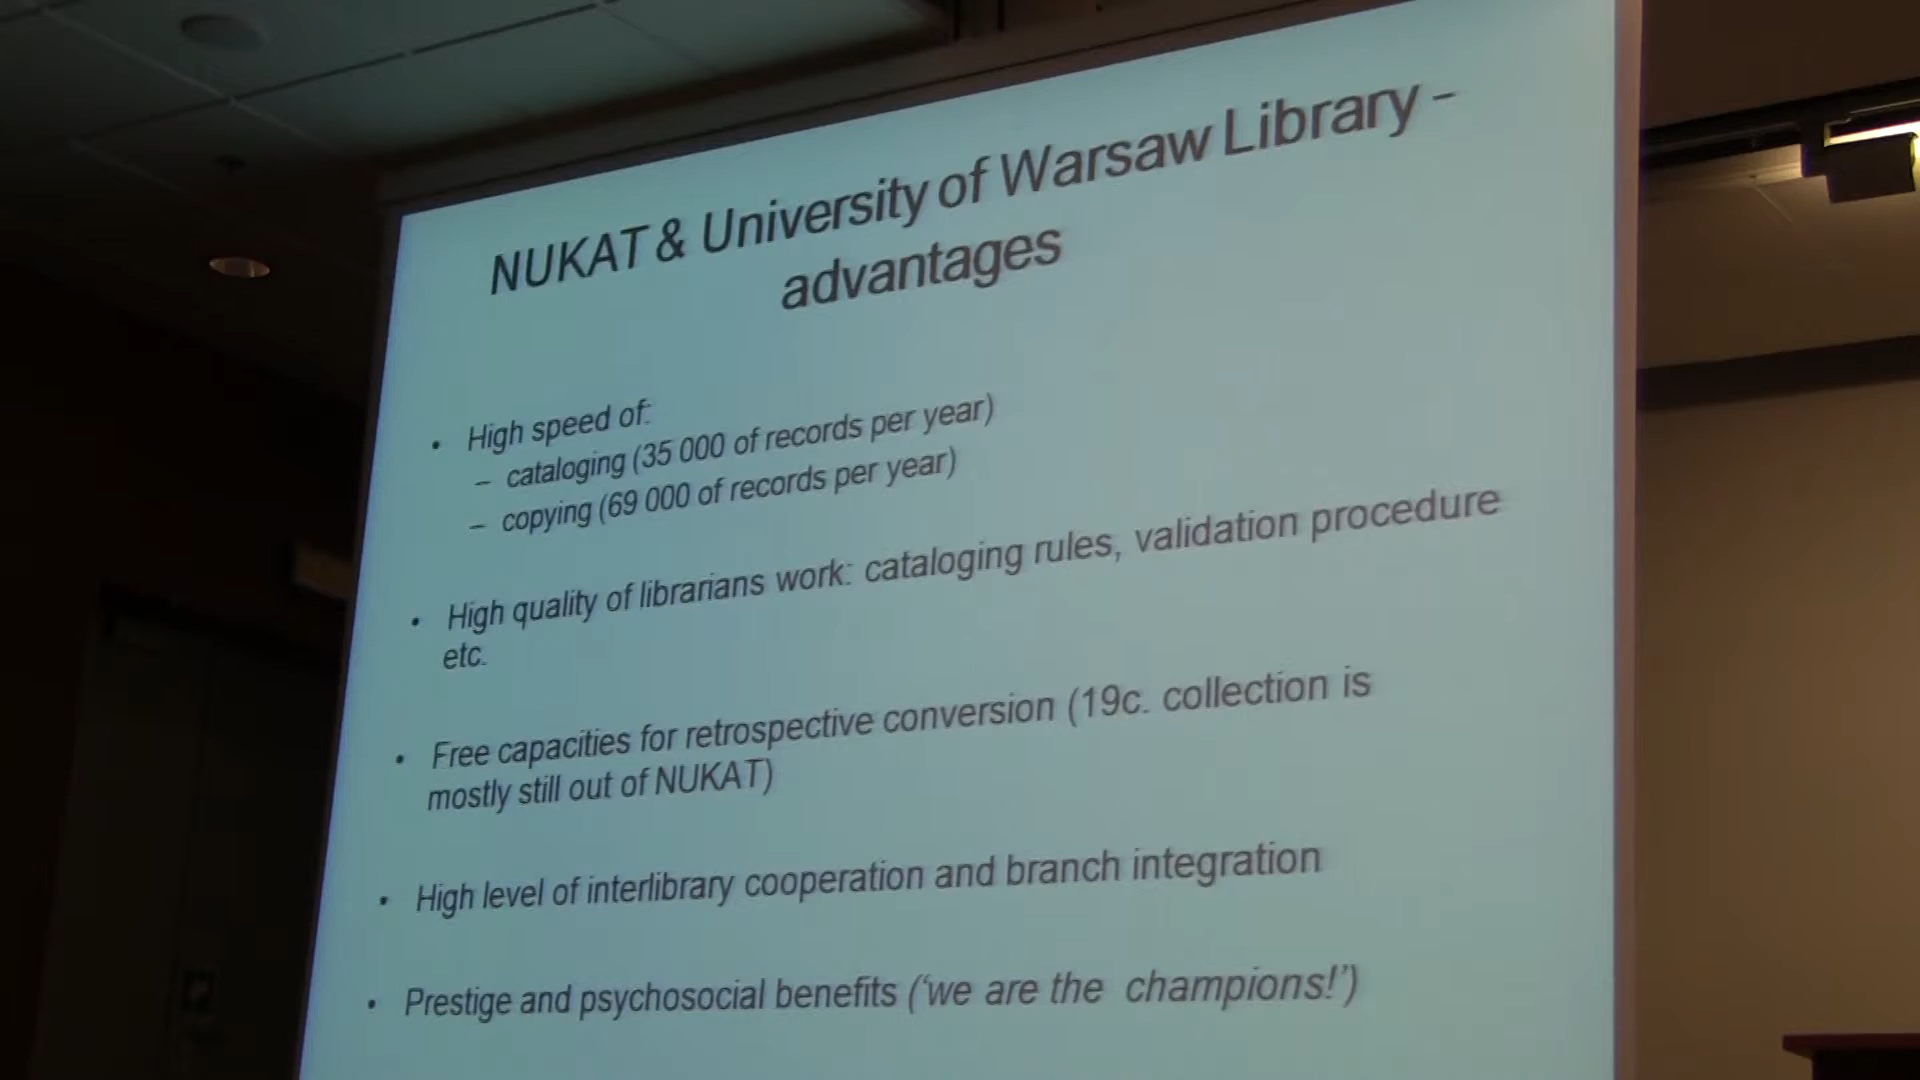 NUKAT & University of Warsaw Library -
advantages
• High speed of:
– cataloging (35 000 of records per year)
– copying (69 000 of records per year)
• High quality of librarians work: cataloging rules, validation procedure
etc.
• Free capacities for retrospective conversion (19c. collection is
mostly still out of NUKAT)
• High level of interlibrary cooperation and branch integration
• Prestige and psychosocial benefits (‘we are the champions!’)